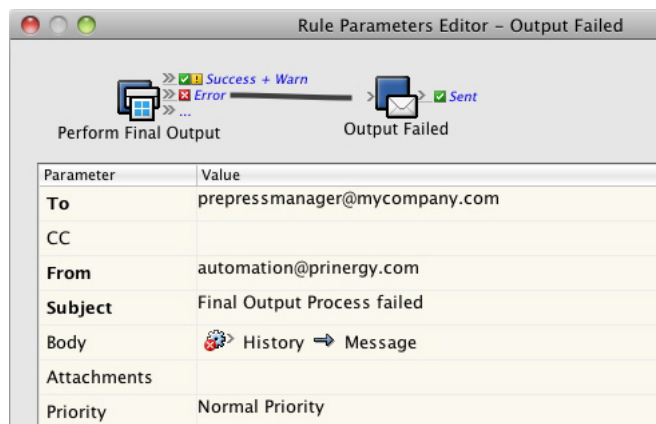 Rule Parameters Editor – Output Failed
Success + Warn
Error
...
Sent
Perform Final Output
Output Failed
Parameter Value
To prepressmanager@mycompany.com
CC
From automation@prinergy.com
Subject Final Output Process failed
Body History Message
Attachments
Priority Normal Priority